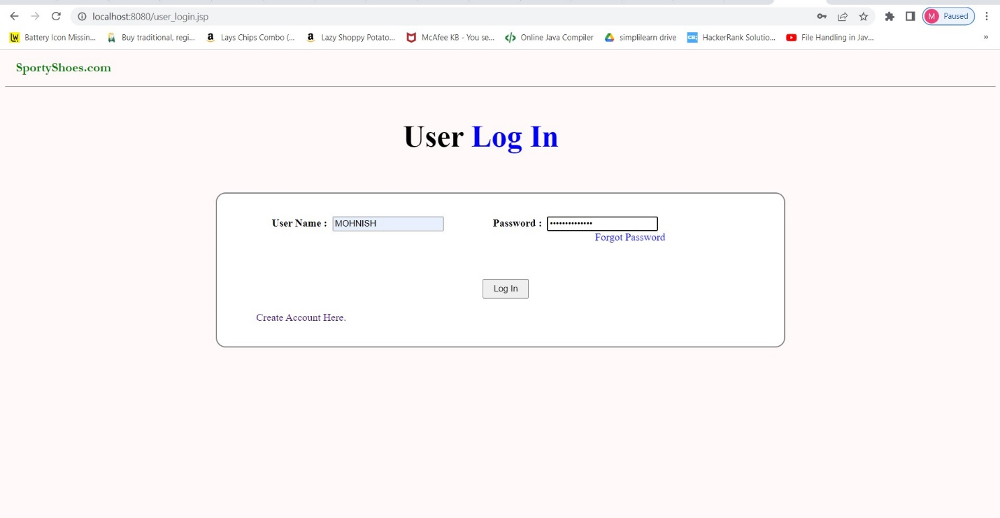 localhost:8080/user_login.jsp
M Paused
LW Battery Icon Missin... Buy traditional, regi... a Lays Chips Combo (... a Lazy Shoppy Potato... McAfee KB - You se... Online Java Compiler simplilearn drive HackerRank Solutio... File Handling in Jav... »
SportyShoes.com
User Log In
User Name : MOHNISH Password : ••••••••••••••
Forgot Password
Log In
Create Account Here.